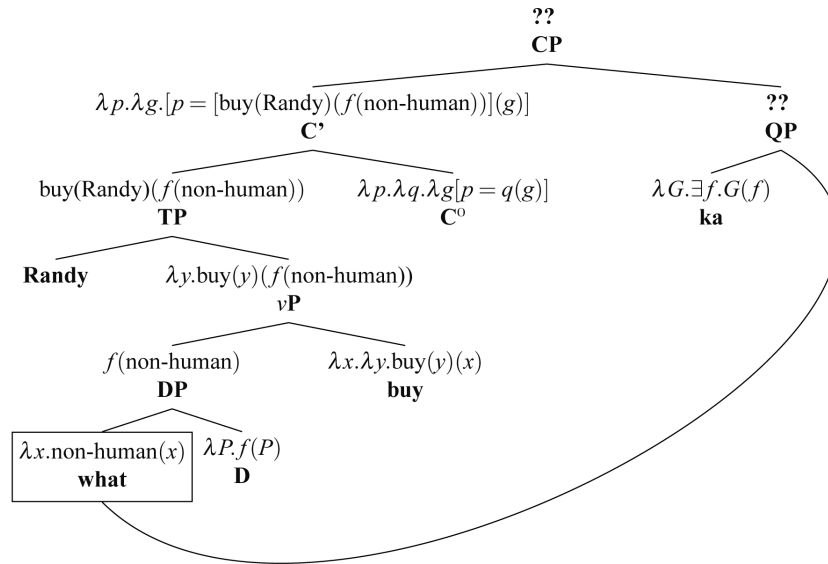 ??
CP
λp.λg.[p = [buy(Randy)(f(non-human))](g)]
??
C’
QP
buy(Randy)(f(non-human))
λp.λq.λg[p = q(g)]
λG.∃f.G(f)
TP
C⁰
ka
Randy
λy.buy(y)(f(non-human))
vP
f(non-human)
λx.λy.buy(y)(x)
DP
buy
λx.non-human(x)
λP.f(P)
what
D